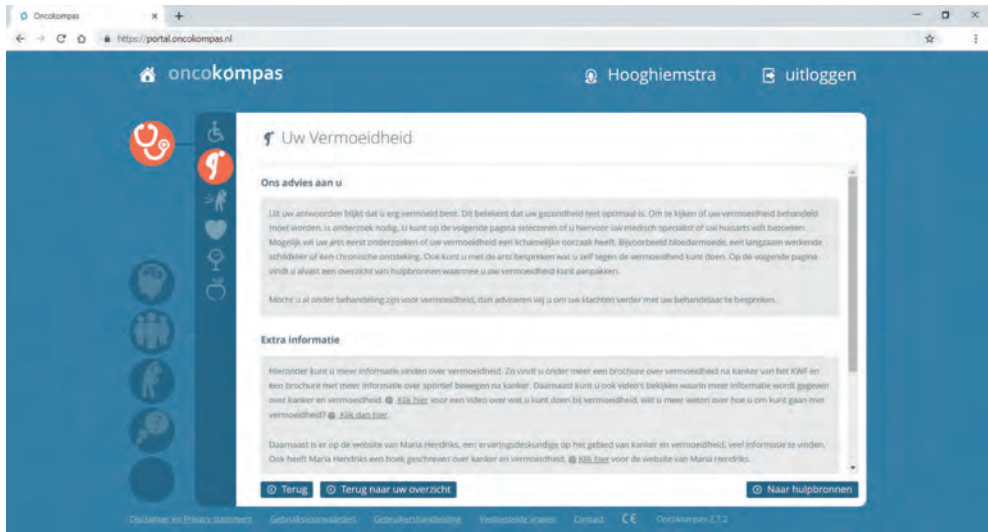 Oncokompas
https://portal.oncokompas.nl
oncokompas
Hooghiemstra
uitloggen
Uw Vermoeidheid
Ons advies aan u
Uit uw antwoorden blijkt dat u erg vermoeid bent. Dit betekent dat uw gezondheid niet optimaal is. Om te kijken of uw vermoeidheid behandeld
moet worden, is onderzoek nodig. U kunt op de volgende pagina selecteren of u hiervoor uw medisch specialist of uw huisarts wilt bezoeken.
Mogelijk wil uw arts eerst onderzoeken of uw vermoeidheid een lichamelijke oorzaak heeft. Bijvoorbeeld bloedarmoede, een langzaam werkende
schildklier of een chronische ontsteking. Ook kunt u met de arts bespreken wat u zelf tegen de vermoeidheid kunt doen. Op de volgende pagina
vindt u alvast een overzicht van hulpbronnen waarmee u uw vermoeidheid kunt aanpakken.
Mocht u al onder behandeling zijn voor vermoeidheid, dan adviseren wij u om uw klachten verder met uw behandelaar te bespreken.
Extra informatie
Hieronder kunt u meer informatie vinden over vermoeidheid. Zo vindt u onder meer een brochure over vermoeidheid na kanker van het KWF en
een brochure met meer informatie over sportief bewegen na kanker. Daarnaast kunt u ook video's bekijken waarin meer informatie wordt gegeven
over kanker en vermoeidheid. Klik hier voor een video over wat u kunt doen bij vermoeidheid, wilt u meer weten over hoe u om kunt gaan met
vermoeidheid? Klik dan hier.
Daarnaast is er op de website van Maria Hendriks, een ervaringsdeskundige op het gebied van kanker en vermoeidheid, veel informatie te vinden.
Ook heeft Maria Hendriks een boek geschreven over kanker en vermoeidheid. Klik hier voor de website van Maria Hendriks.
Terug
Terug naar uw overzicht
Naar hulpbronnen
Disclaimer en Privacy statement Gebruiksvoorwaarden Gebruikershandleiding Veelgestelde vragen Contact CE Oncokompas 2.7.2